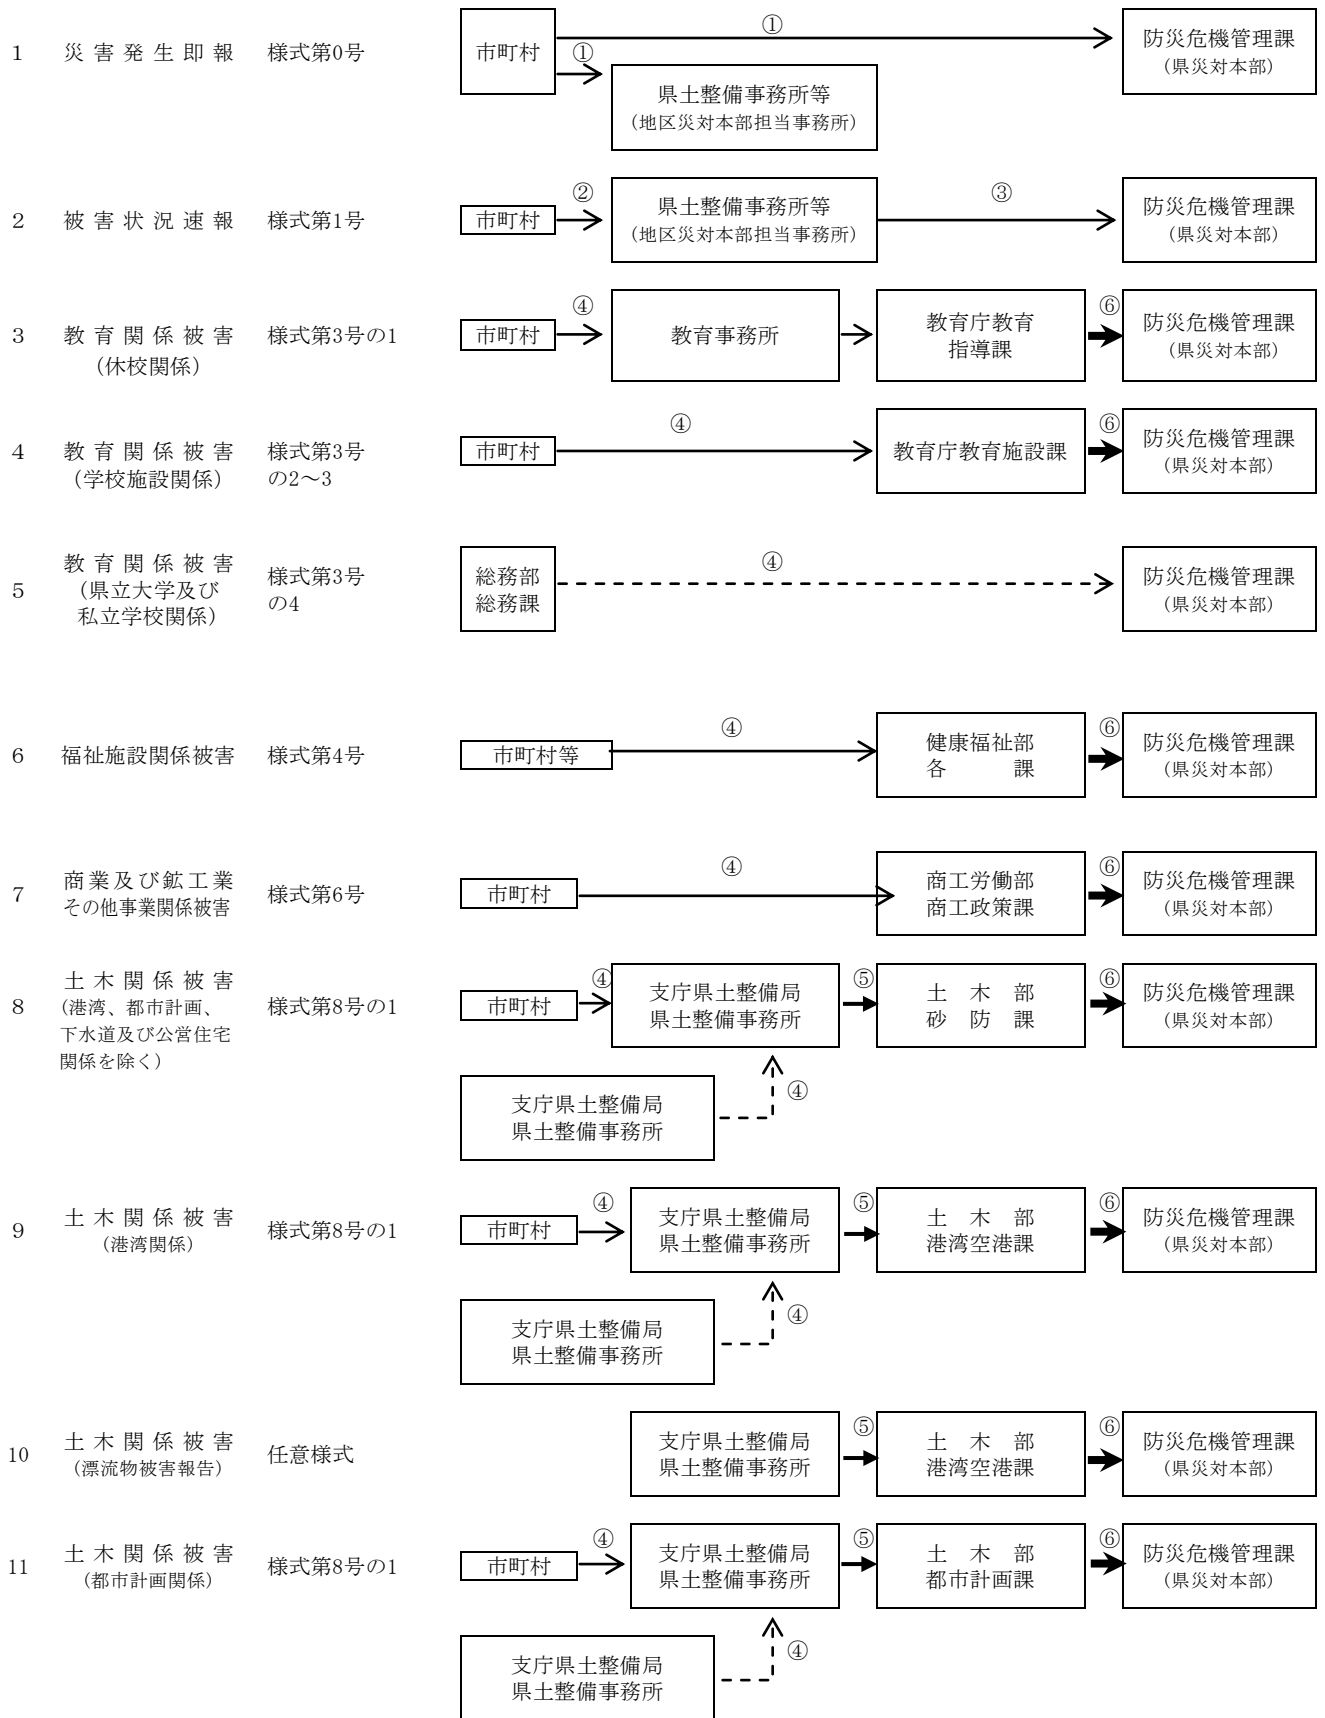 1 災害発生即報 様式第0号 市町村 ① ① 県土整備事務所等 防災危機管理課
(地区災対本部担当事務所) (県災対本部)
2 被害状況速報 様式第1号 市町村 ② 県土整備事務所等 ③ 防災危機管理課
(地区災対本部担当事務所) (県災対本部)
3 教育関係被害 様式第3号の1 市町村 ④ 教育事務所 教育庁教育 ⑥ 防災危機管理課
(休校関係) 指導課 (県災対本部)
4 教育関係被害 様式第3号 市町村 ④ 教育庁教育施設課 ⑥ 防災危機管理課
(学校施設関係) の2～3 (県災対本部)
教育関係被害
5 (県立大学及び 様式第3号 総務部 ④ 防災危機管理課
私立学校関係) の4 総務課 (県災対本部)
6 福祉施設関係被害 様式第4号 市町村等 ④ 健康福祉部 ⑥ 防災危機管理課
各課 (県災対本部)
7 商業及び鉱工業 様式第6号 市町村 ④ 商工労働部 ⑥ 防災危機管理課
その他事業関係被害 商工政策課 (県災対本部)
8 土木関係被害 様式第8号の1 市町村 ④ 支庁県土整備局 ⑤ 土木部 ⑥ 防災危機管理課
(港湾、都市計画、 県土整備事務所 砂防課 (県災対本部)
下水道及び公営住宅
関係を除く)
支庁県土整備局 ④
県土整備事務所
9 土木関係被害 様式第8号の1 市町村 ④ 支庁県土整備局 ⑤ 土木部 ⑥ 防災危機管理課
(港湾関係) 県土整備事務所 港湾空港課 (県災対本部)
支庁県土整備局 ④
県土整備事務所
10 土木関係被害 任意様式 支庁県土整備局 ⑤ 土木部 ⑥ 防災危機管理課
(漂流物被害報告) 県土整備事務所 港湾空港課 (県災対本部)
11 土木関係被害 様式第8号の1 市町村 ④ 支庁県土整備局 ⑤ 土木部 ⑥ 防災危機管理課
(都市計画関係) 県土整備事務所 都市計画課 (県災対本部)
支庁県土整備局 ④
県土整備事務所